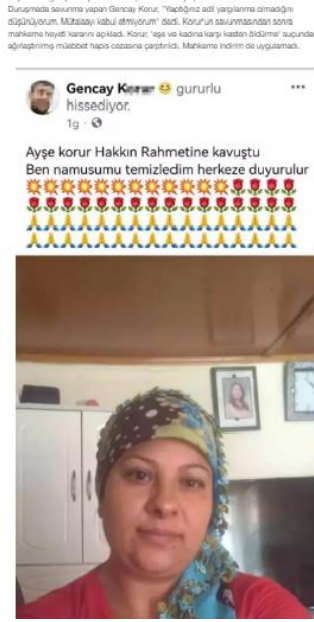 Duruşmada savunma yapan Gencay Korur, "Yaptığınız adil yargılanma olmadığını
düşünüyorum. Mütalaayı kabul etmiyorum" dedi. Korur'un savunmasından sonra
mahkeme heyeti kararını açıkladı. Korur, 'eşe ve kadına karşı kasten öldürme' suçundan
ağırlaştırılmış müebbet hapis cezasına çarptırıldı. Mahkeme indirim de uygulamadı.
Gencay 😊 gururlu
hissediyor.
1g
Ayşe korur Hakkın Rahmetine kavuştu
Ben namusumu temizledim herkeze duyurulur
💥💥💥💥💥💥💥💥💥💥💥💥🌹🌹🌹🌹
🌹🌹🌹🌹🌹🌹🌹🌹🌹🌹🌹🌹🌹🌹🌹🌹
🙏🙏🙏🙏🙏🙏🙏🙏🙏🙏🙏🙏🙏🙏🙏🙏
🙏🙏🙏🙏🙏🙏🙏🙏🙏🙏🙏🙏🙏🙏🙏🙏